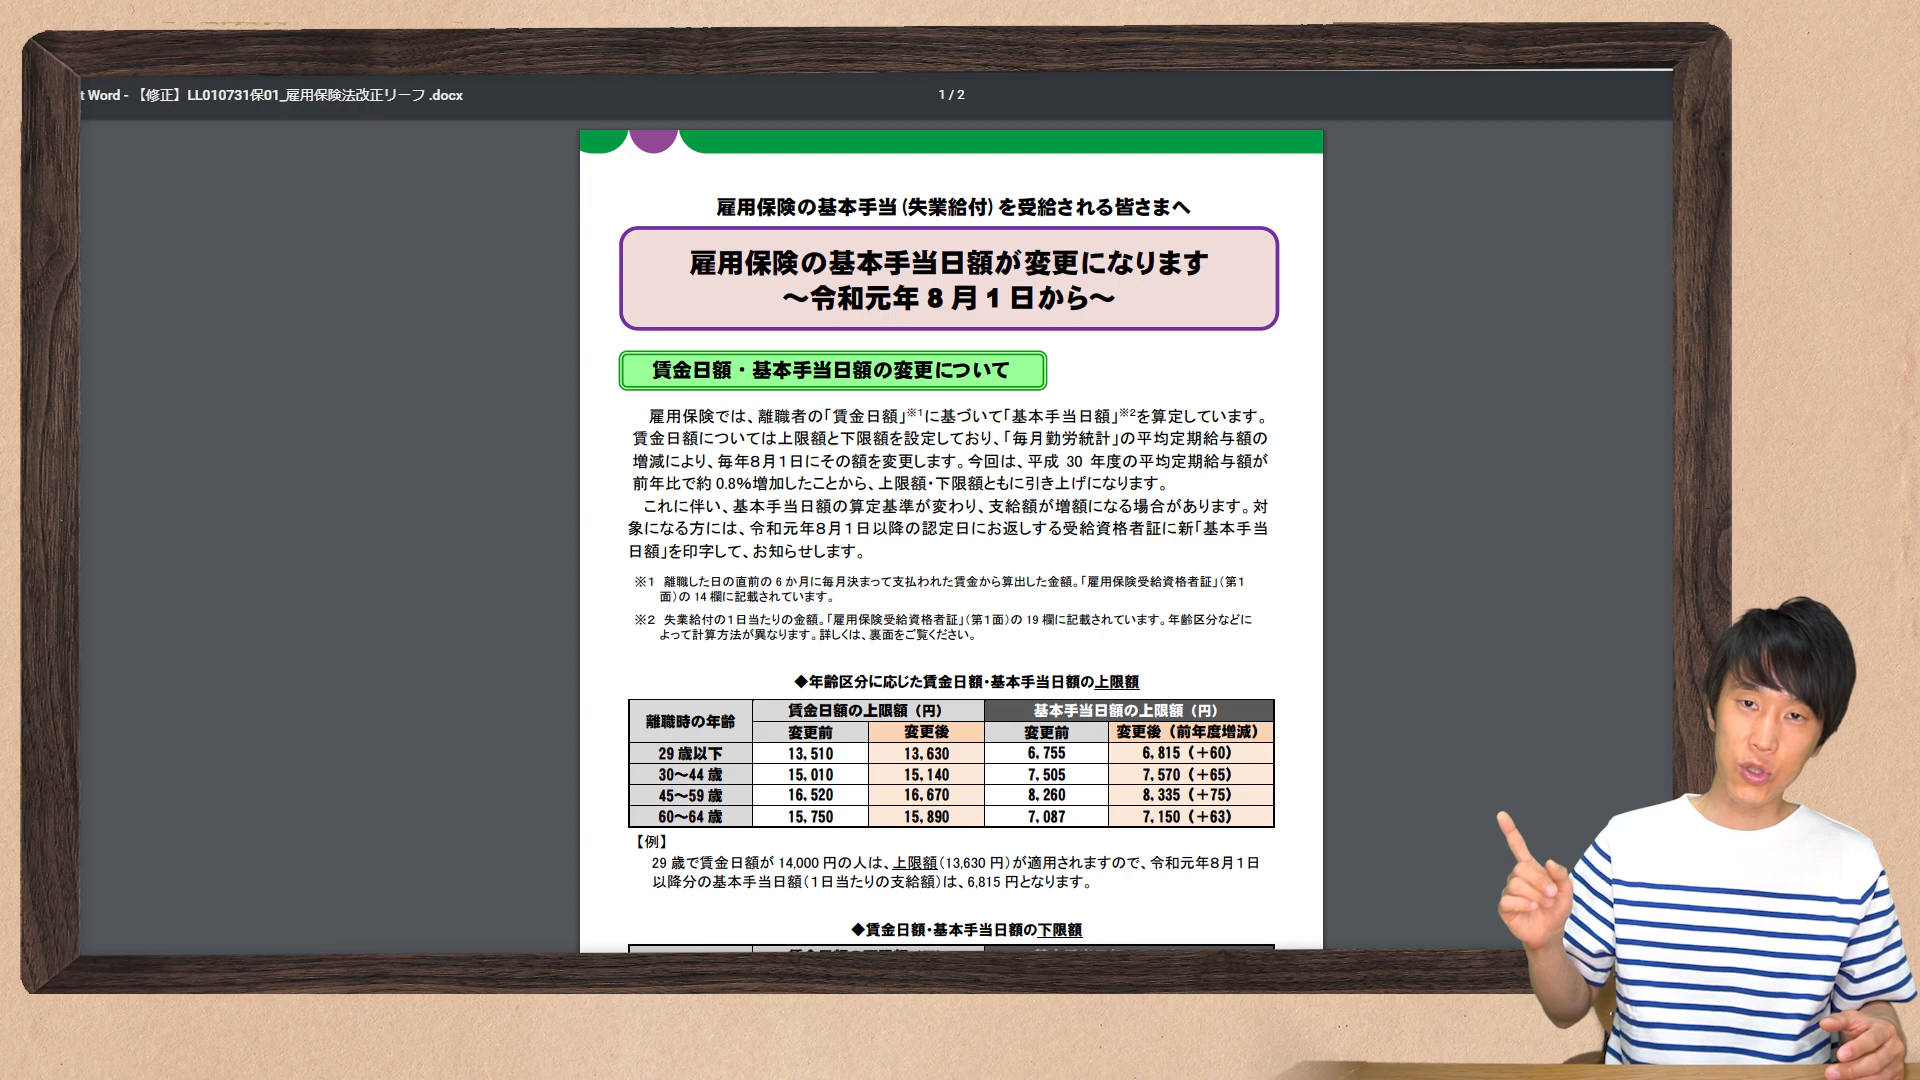 t Word - 【修正】LL010731保01_雇用保険法改正リーフ .docx
1 / 2
雇用保険の基本手当(失業給付)を受給される皆さまへ
雇用保険の基本手当日額が変更になります
～令和元年８月１日から～
賃金日額・基本手当日額の変更について
雇用保険では、離職者の「賃金日額」※1に基づいて「基本手当日額」※2を算定しています。
賃金日額については上限額と下限額を設定しており、「毎月勤労統計」の平均定期給与額の
増減により、毎年８月１日にその額を変更します。今回は、平成 30 年度の平均定期給与額が
前年比で約 0.8%増加したことから、上限額・下限額ともに引き上げになります。
これに伴い、基本手当日額の算定基準が変わり、支給額が増額になる場合があります。対
象になる方には、令和元年８月１日以降の認定日にお返しする受給資格者証に新「基本手当
日額」を印字して、お知らせします。
※１ 離職した日の直前の 6 か月に毎月決まって支払われた賃金から算出した金額。「雇用保険受給資格者証」（第１
面）の 14 欄に記載されています。
※２ 失業給付の１日当たりの金額。「雇用保険受給資格者証」（第１面）の 19 欄に記載されています。年齢区分などに
よって計算方法が異なります。詳しくは、裏面をご覧ください。
◆年齢区分に応じた賃金日額・基本手当日額の上限額
離職時の年齢 賃金日額の上限額（円） 基本手当日額の上限額（円）
変更前 変更後 変更前 変更後（前年度増減）
29 歳以下 13,510 13,630 6,755 6,815（＋60）
30～44 歳 15,010 15,140 7,505 7,570（＋65）
45～59 歳 16,520 16,670 8,260 8,335（＋75）
60～64 歳 15,750 15,890 7,087 7,150（＋63）
【例】
29 歳で賃金日額が 14,000 円の人は、上限額（13,630 円）が適用されますので、令和元年８月１日
以降分の基本手当日額（１日当たりの支給額）は、6,815 円となります。
◆賃金日額・基本手当日額の下限額